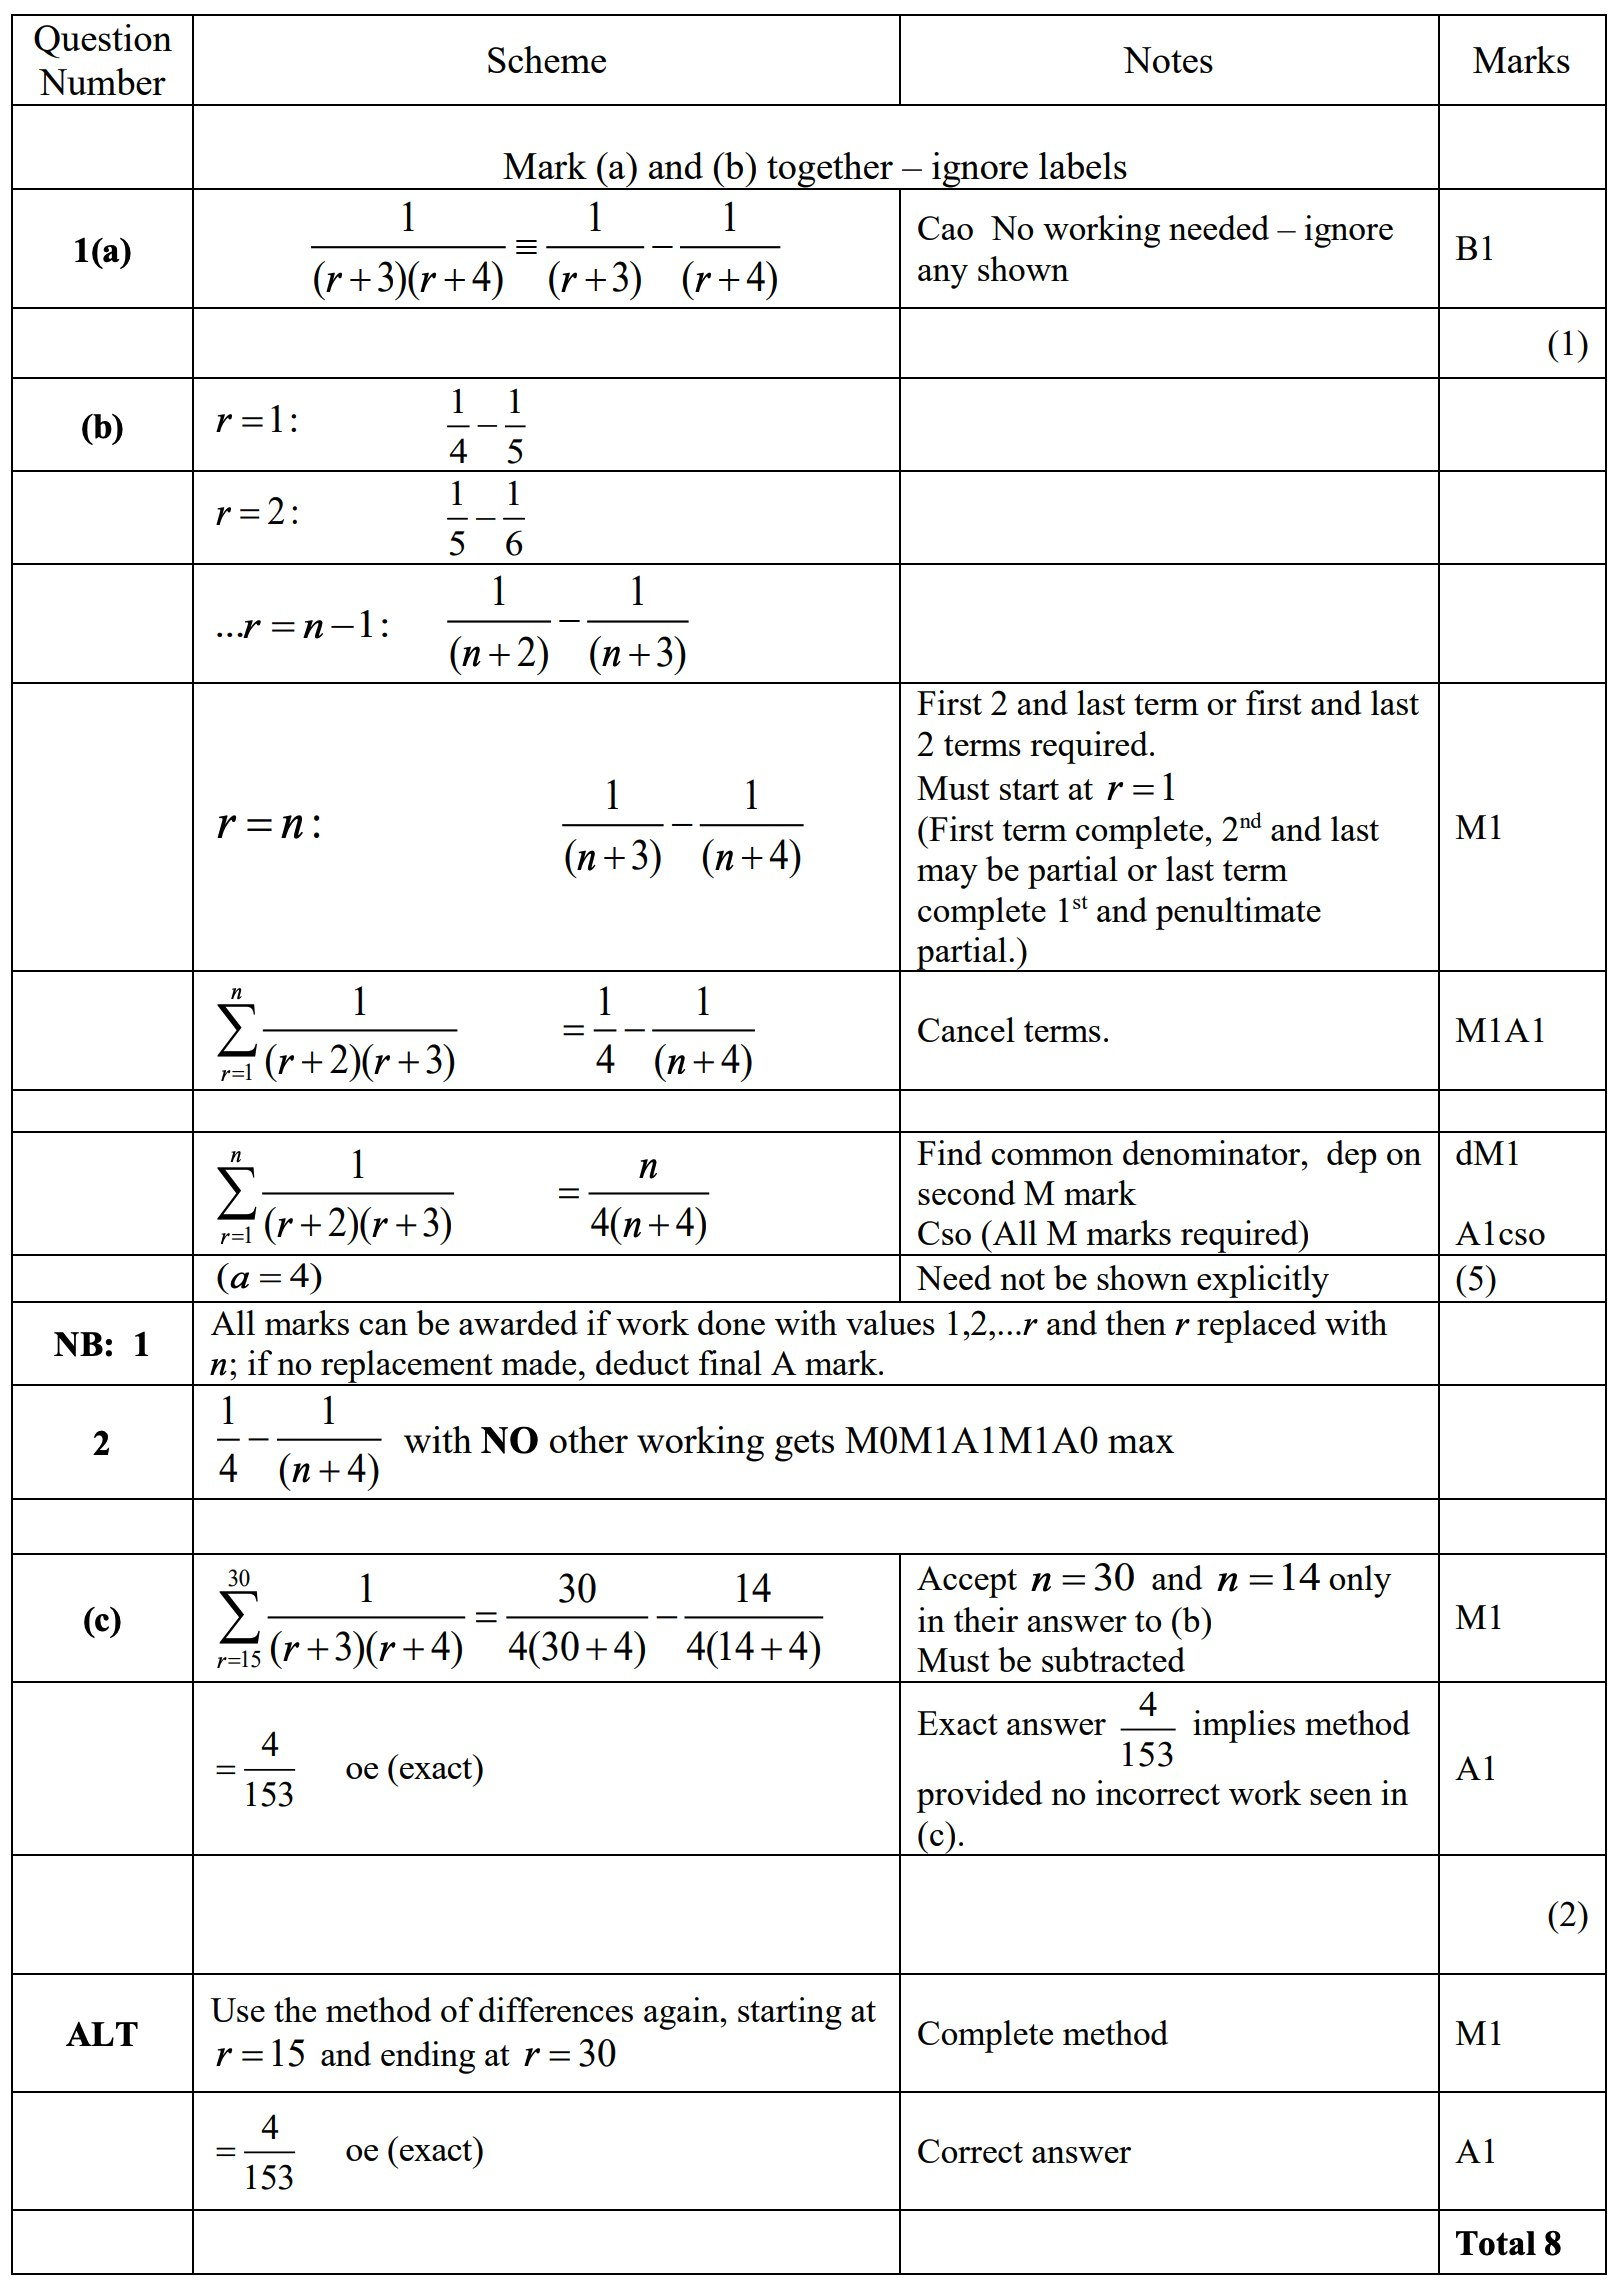 Question Number | Scheme | Notes | Marks
Mark (a) and (b) together – ignore labels
1(a) | 1/((r+3)(r+4)) ≡ 1/(r+3) − 1/(r+4) | Cao No working needed – ignore any shown | B1
(1)
(b) | r = 1: 1/4 − 1/5
r = 2: 1/5 − 1/6
...r = n − 1: 1/(n+2) − 1/(n+3)
r = n: 1/(n+3) − 1/(n+4) | First 2 and last term or first and last 2 terms required. | M1
Must start at r = 1
(First term complete, 2nd and last may be partial or last term complete 1st and penultimate partial.)
∑_{r=1}^{n} 1/((r+2)(r+3)) = 1/4 − 1/(n+4) | Cancel terms. | M1A1
∑_{r=1}^{n} 1/((r+2)(r+3)) = n/(4(n+4)) | Find common denominator, dep on second M mark | dM1
Cso (All M marks required) | A1cso
(a = 4) | Need not be shown explicitly | (5)
NB: 1 | All marks can be awarded if work done with values 1,2,...r and then r replaced with
n; if no replacement made, deduct final A mark.
2 | 1/4 − 1/(n+4) with NO other working gets M0M1A1M1A0 max
(c) | ∑_{r=15}^{30} 1/((r+3)(r+4)) = 30/(4(30+4)) − 14/(4(14+4)) | Accept n = 30 and n = 14 only in their answer to (b) | M1
Must be subtracted
= 4/153 oe (exact) | Exact answer 4/153 implies method provided no incorrect work seen in (c). | A1
(2)
ALT | Use the method of differences again, starting at r = 15 and ending at r = 30 | Complete method | M1
= 4/153 oe (exact) | Correct answer | A1
Total 8